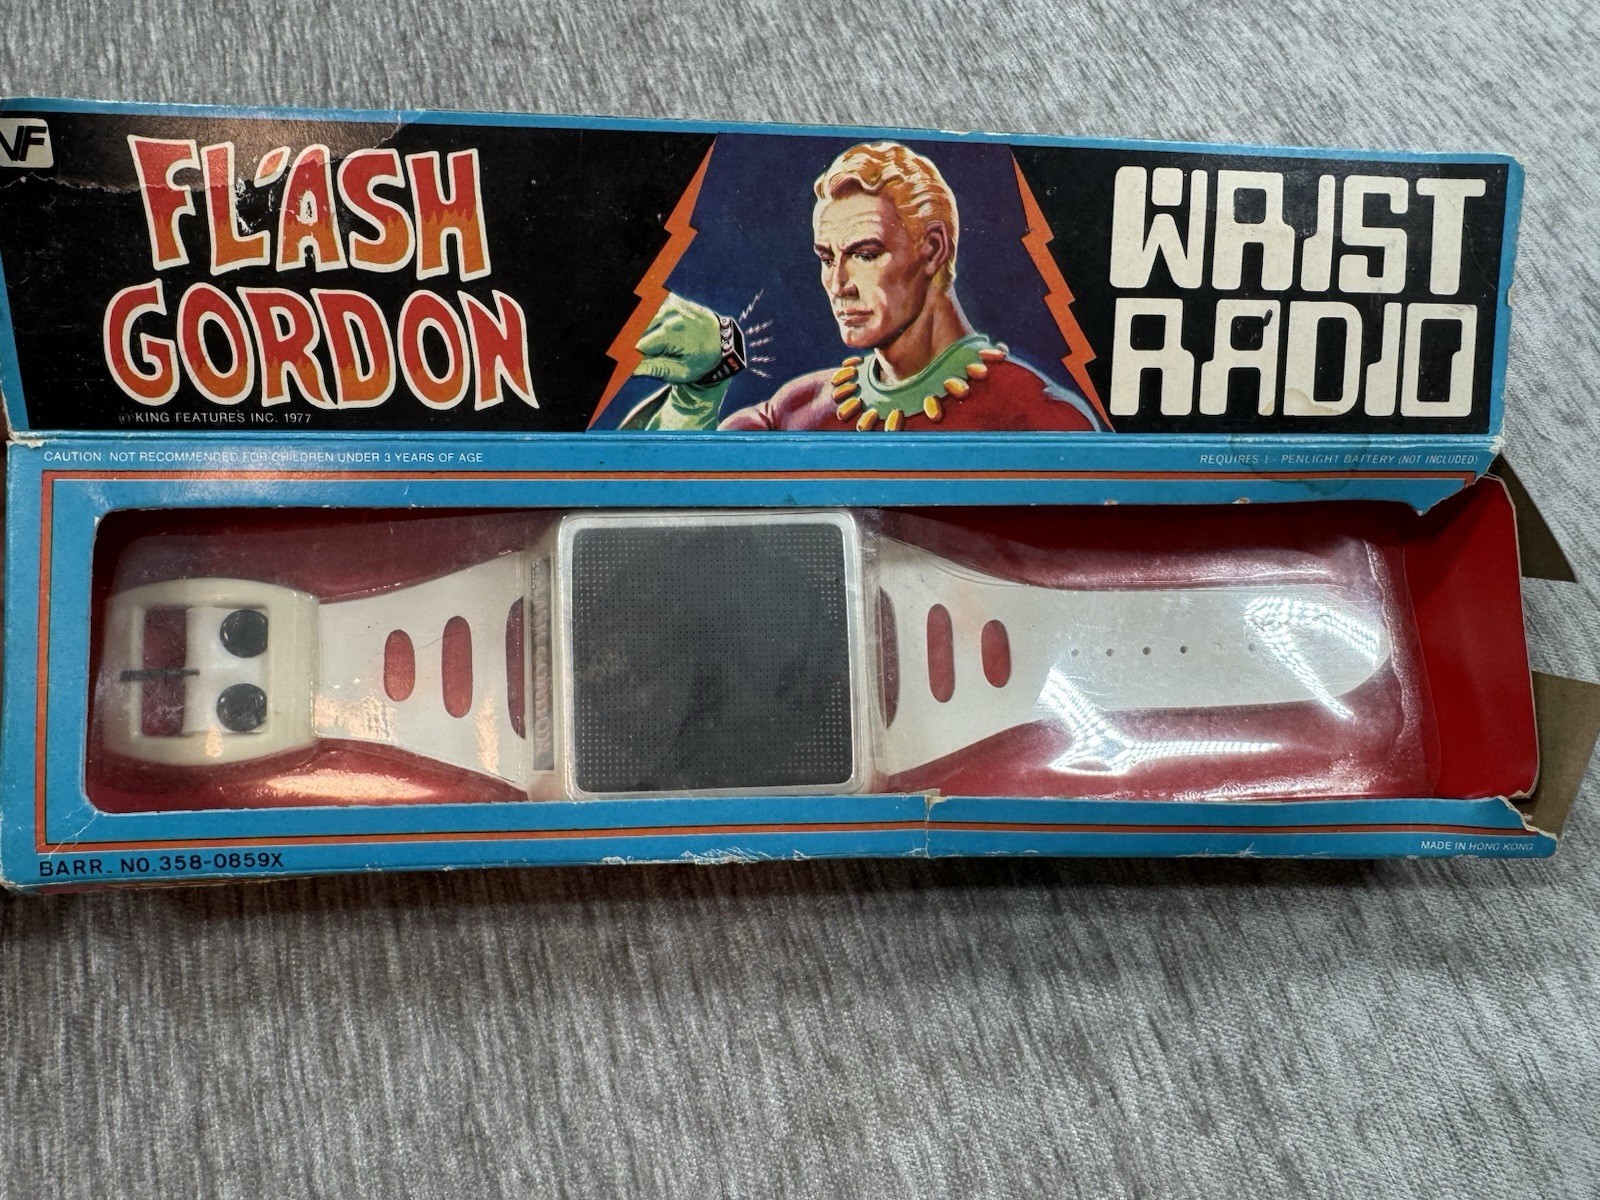 VF
FLASH
GORDON
© KING FEATURES INC. 1977
WRIST
RADIO
CAUTION: NOT RECOMMENDED FOR CHILDREN UNDER 3 YEARS OF AGE
REQUIRES 1 - PENLIGHT BATTERY (NOT INCLUDED)
BARR. NO.358-0859X
MADE IN HONG KONG